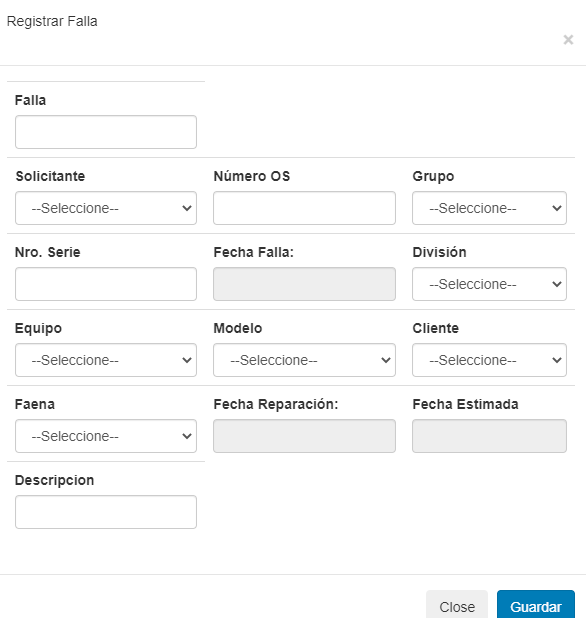 Registrar Falla
×
Falla
Solicitante Número OS Grupo
--Seleccione-- --Seleccione--
Nro. Serie Fecha Falla: División
--Seleccione--
Equipo Modelo Cliente
--Seleccione-- --Seleccione-- --Seleccione--
Faena Fecha Reparación: Fecha Estimada
--Seleccione--
Descripcion
Close Guardar